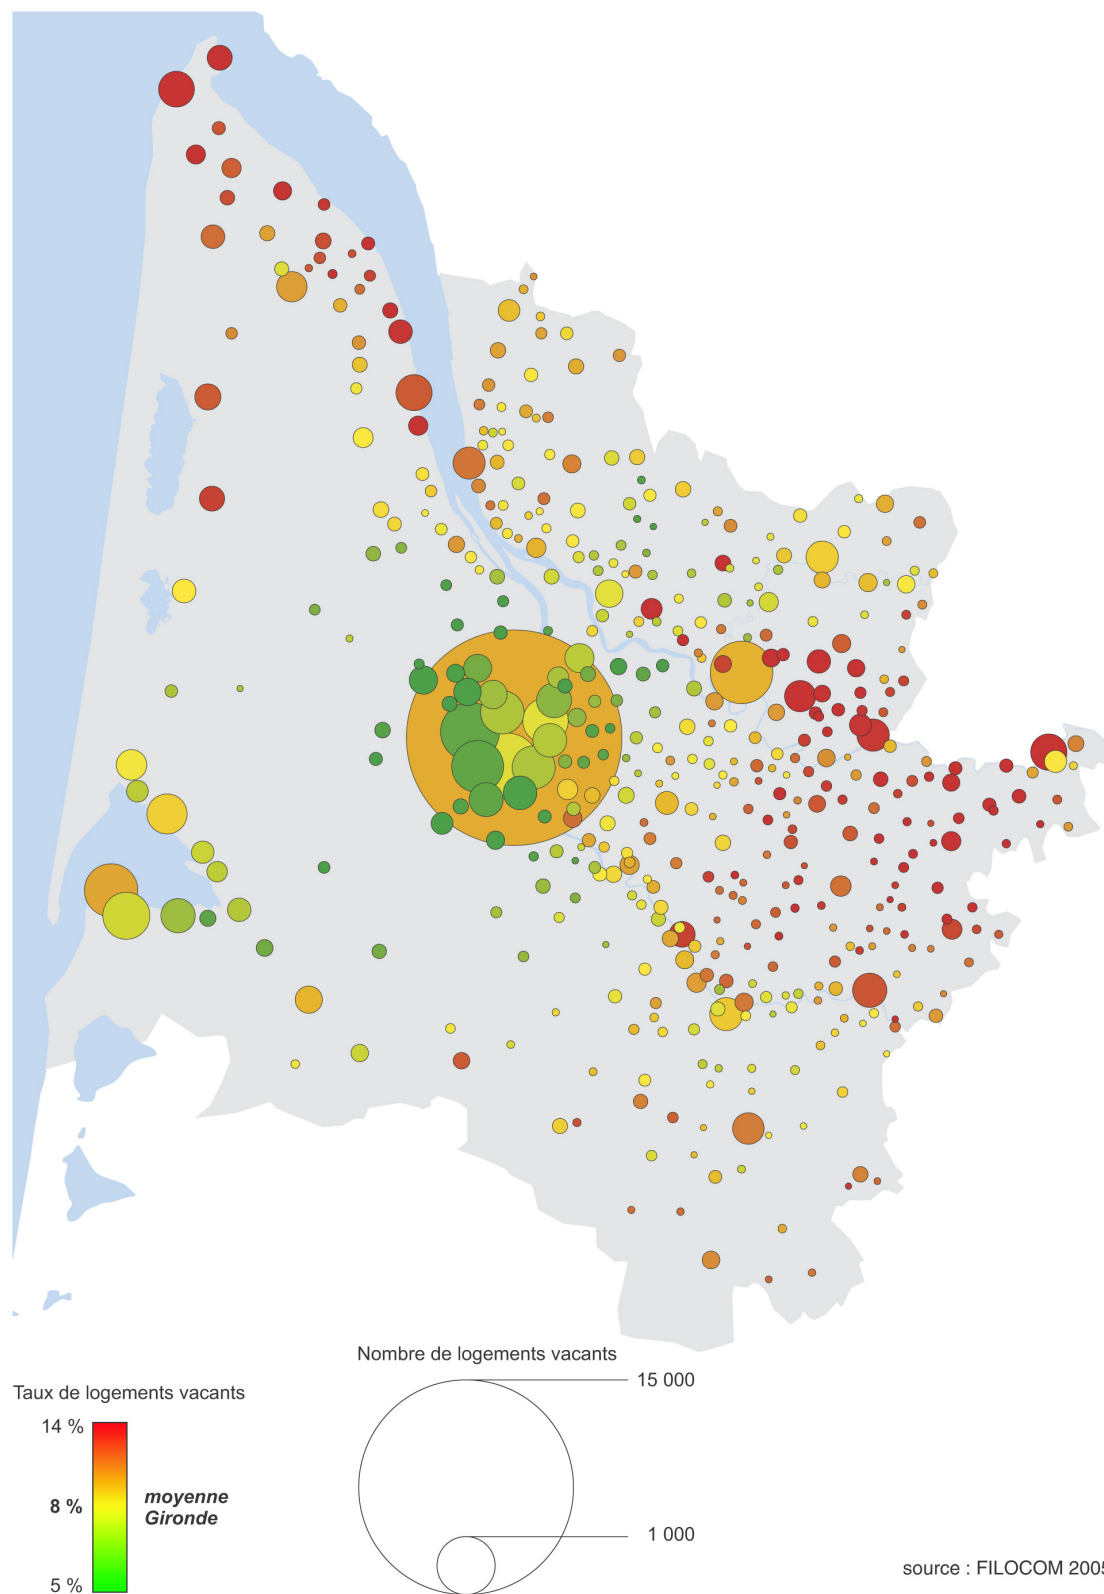 Nombre de logements vacants
15 000
1 000
Taux de logements vacants
14 %
8 %
moyenne
Gironde
5 %
source : FILOCOM 2005